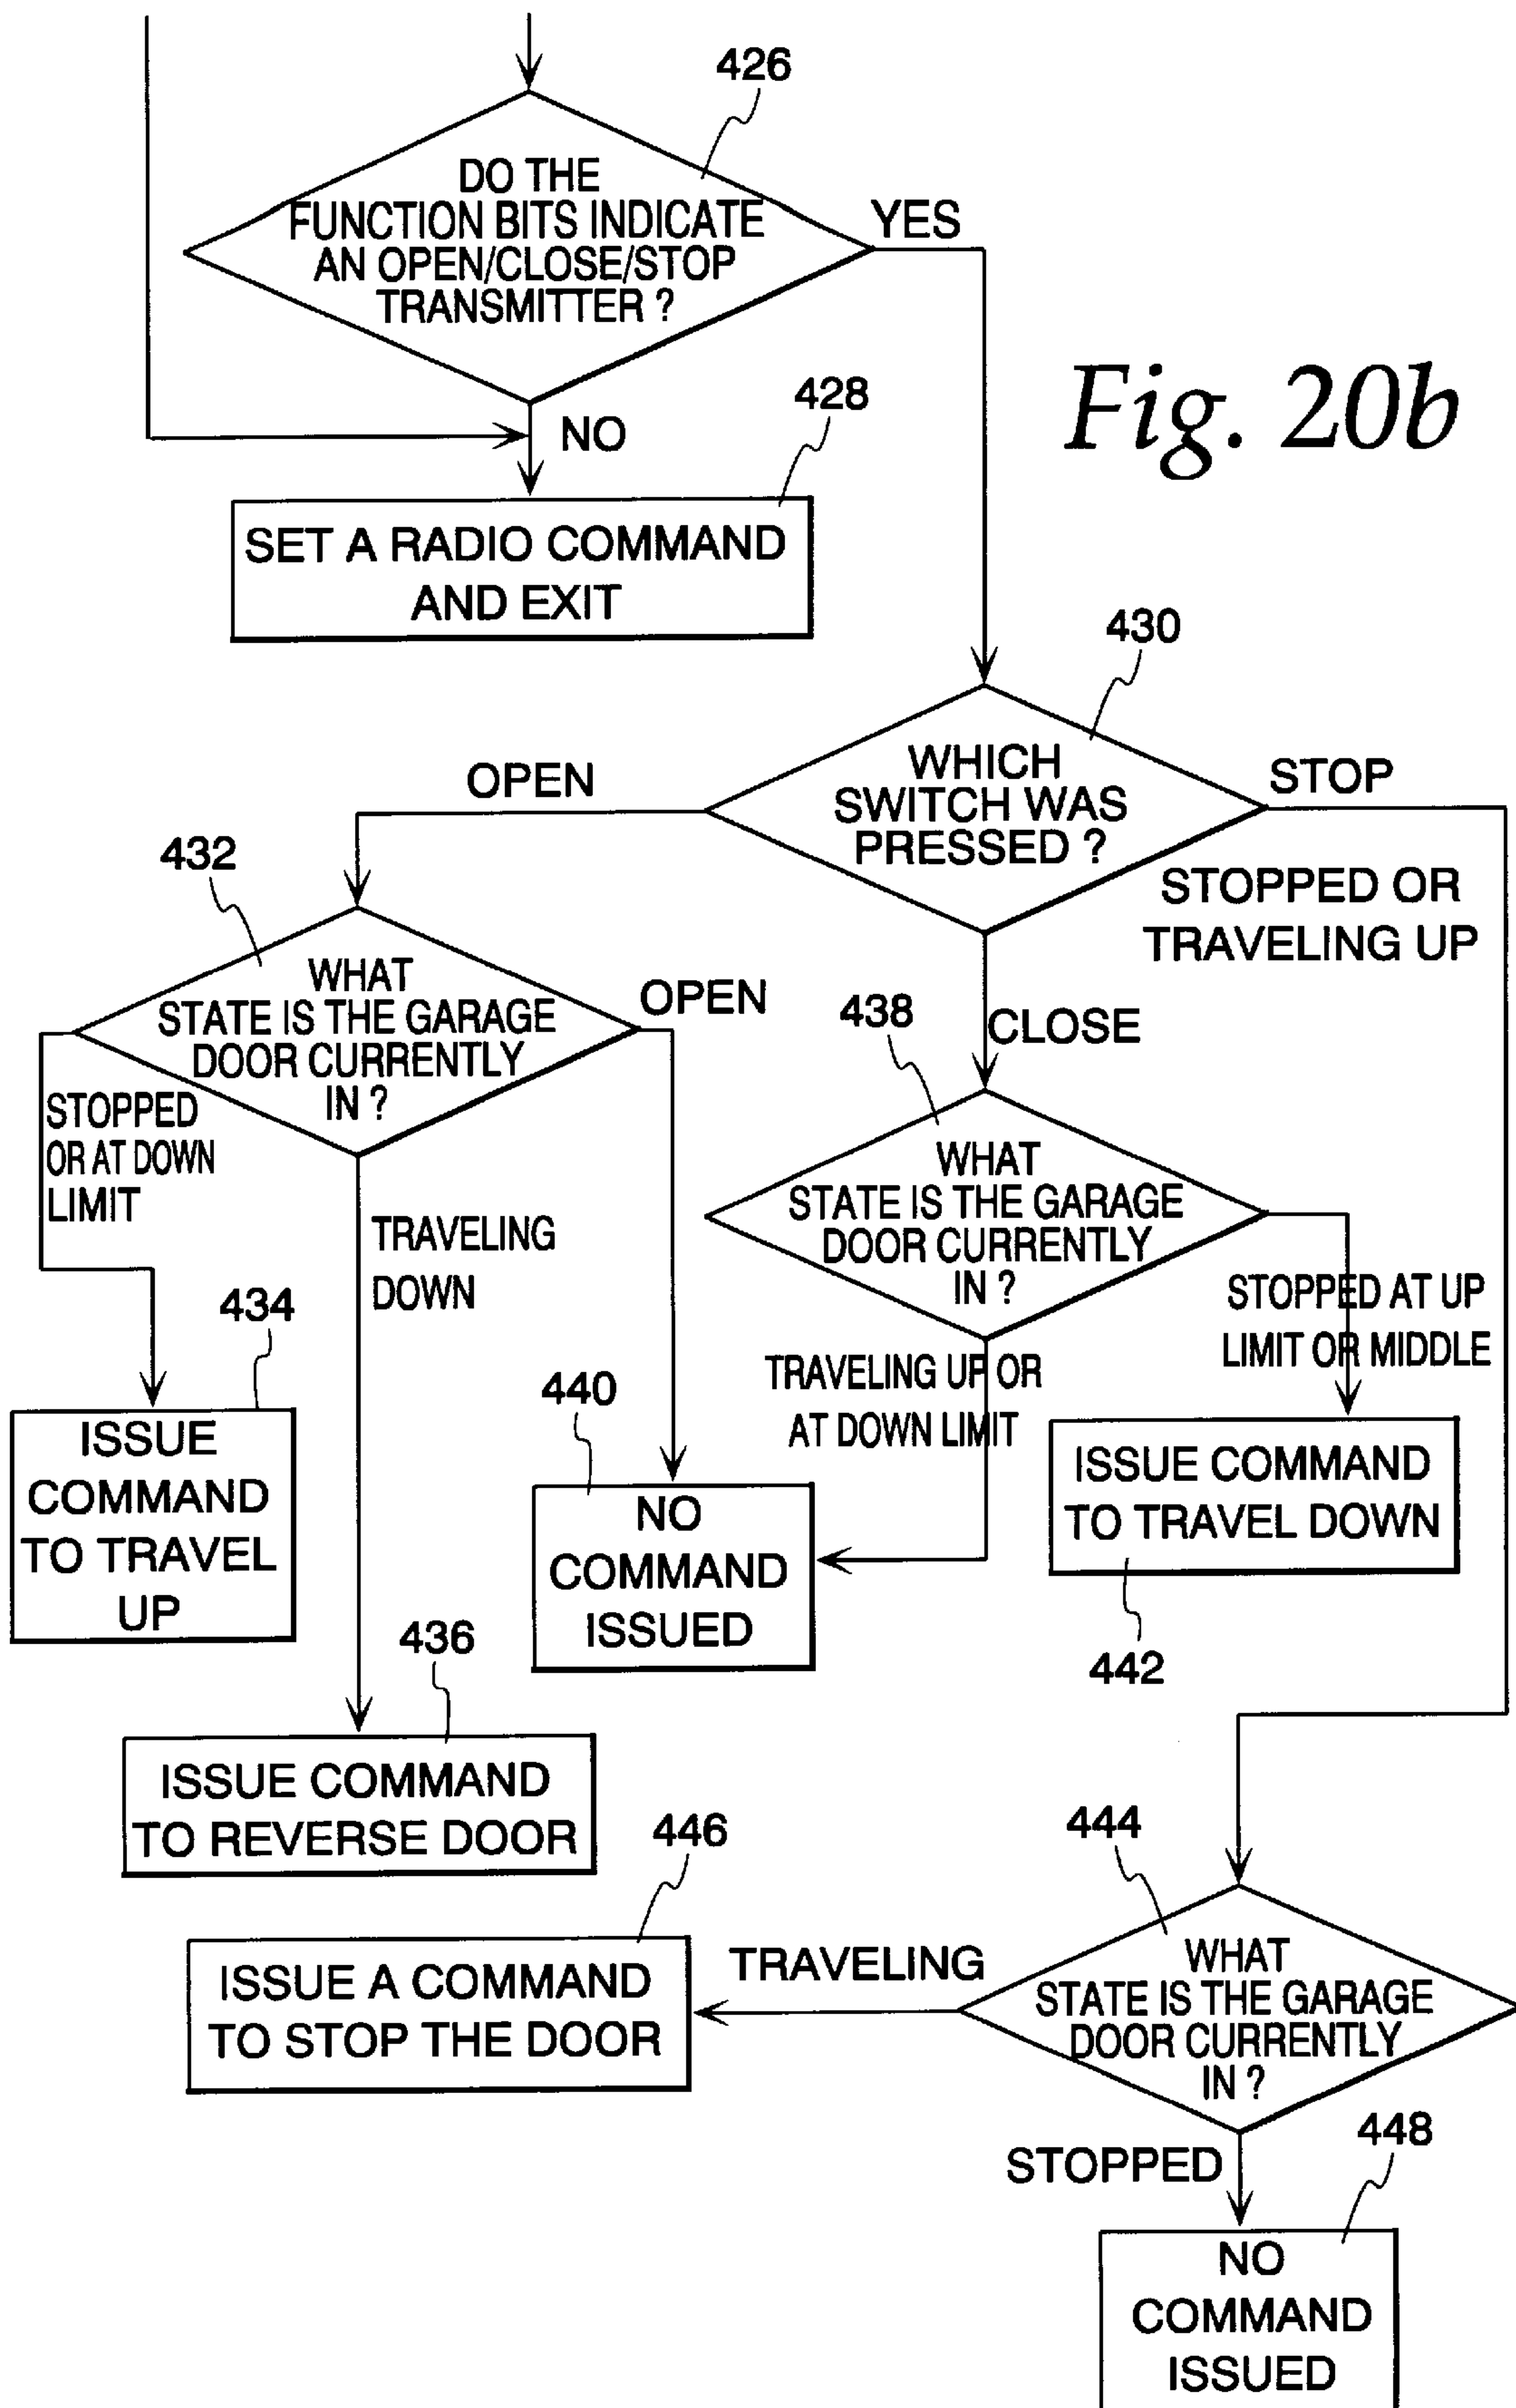 426
DO THE
FUNCTION BITS INDICATE
AN OPEN/CLOSE/STOP
TRANSMITTER ?
YES
Fig. 20b
NO
428
SET A RADIO COMMAND
AND EXIT
430
WHICH
SWITCH WAS
PRESSED ?
OPEN
STOP
STOPPED OR
TRAVELING UP
CLOSE
432
WHAT
STATE IS THE GARAGE
DOOR CURRENTLY
IN ?
OPEN
STOPPED
OR AT DOWN
LIMIT
TRAVELING
DOWN
438
WHAT
STATE IS THE GARAGE
DOOR CURRENTLY
IN ?
STOPPED AT UP
LIMIT OR MIDDLE
TRAVELING UP OR
AT DOWN LIMIT
434
ISSUE
COMMAND
TO TRAVEL
UP
440
NO
COMMAND
ISSUED
ISSUE COMMAND
TO TRAVEL DOWN
442
436
ISSUE COMMAND
TO REVERSE DOOR
446
ISSUE A COMMAND
TO STOP THE DOOR
TRAVELING
444
WHAT
STATE IS THE GARAGE
DOOR CURRENTLY
IN ?
STOPPED
448
NO
COMMAND
ISSUED